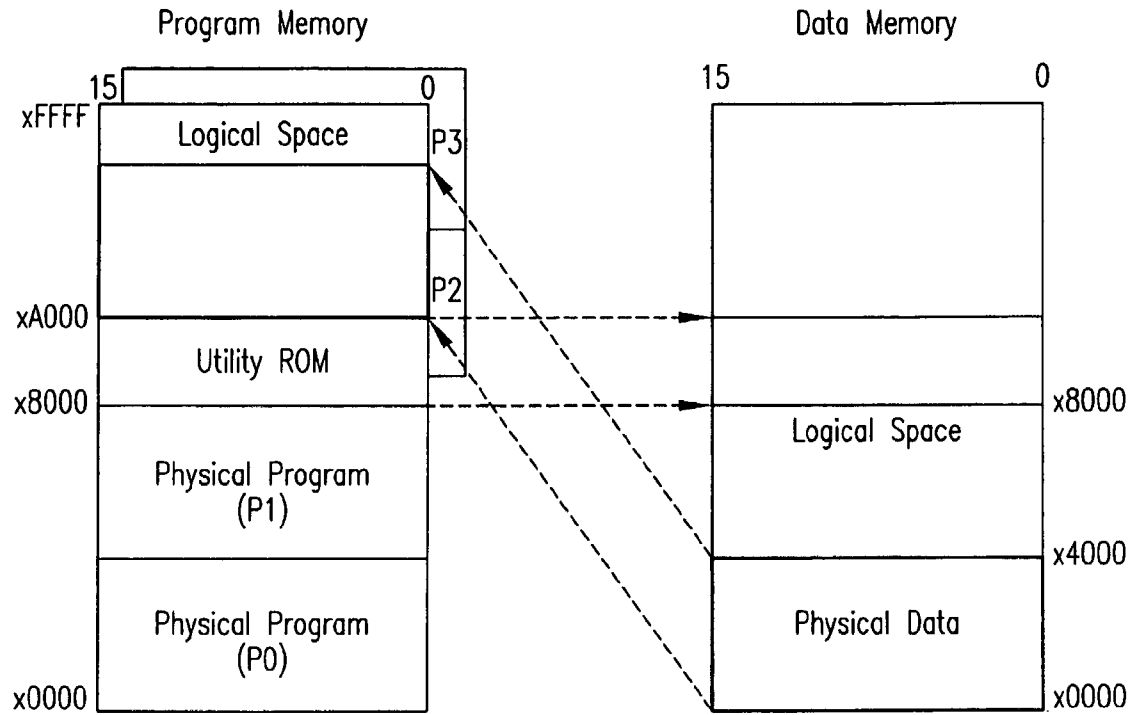 Program Memory
Data Memory
15
0
15
0
xFFFF
Logical Space
P3
P2
xA000
Utility ROM
x8000
x8000
Logical Space
Physical Program
(P1)
x4000
Physical Program
(P0)
Physical Data
x0000
x0000